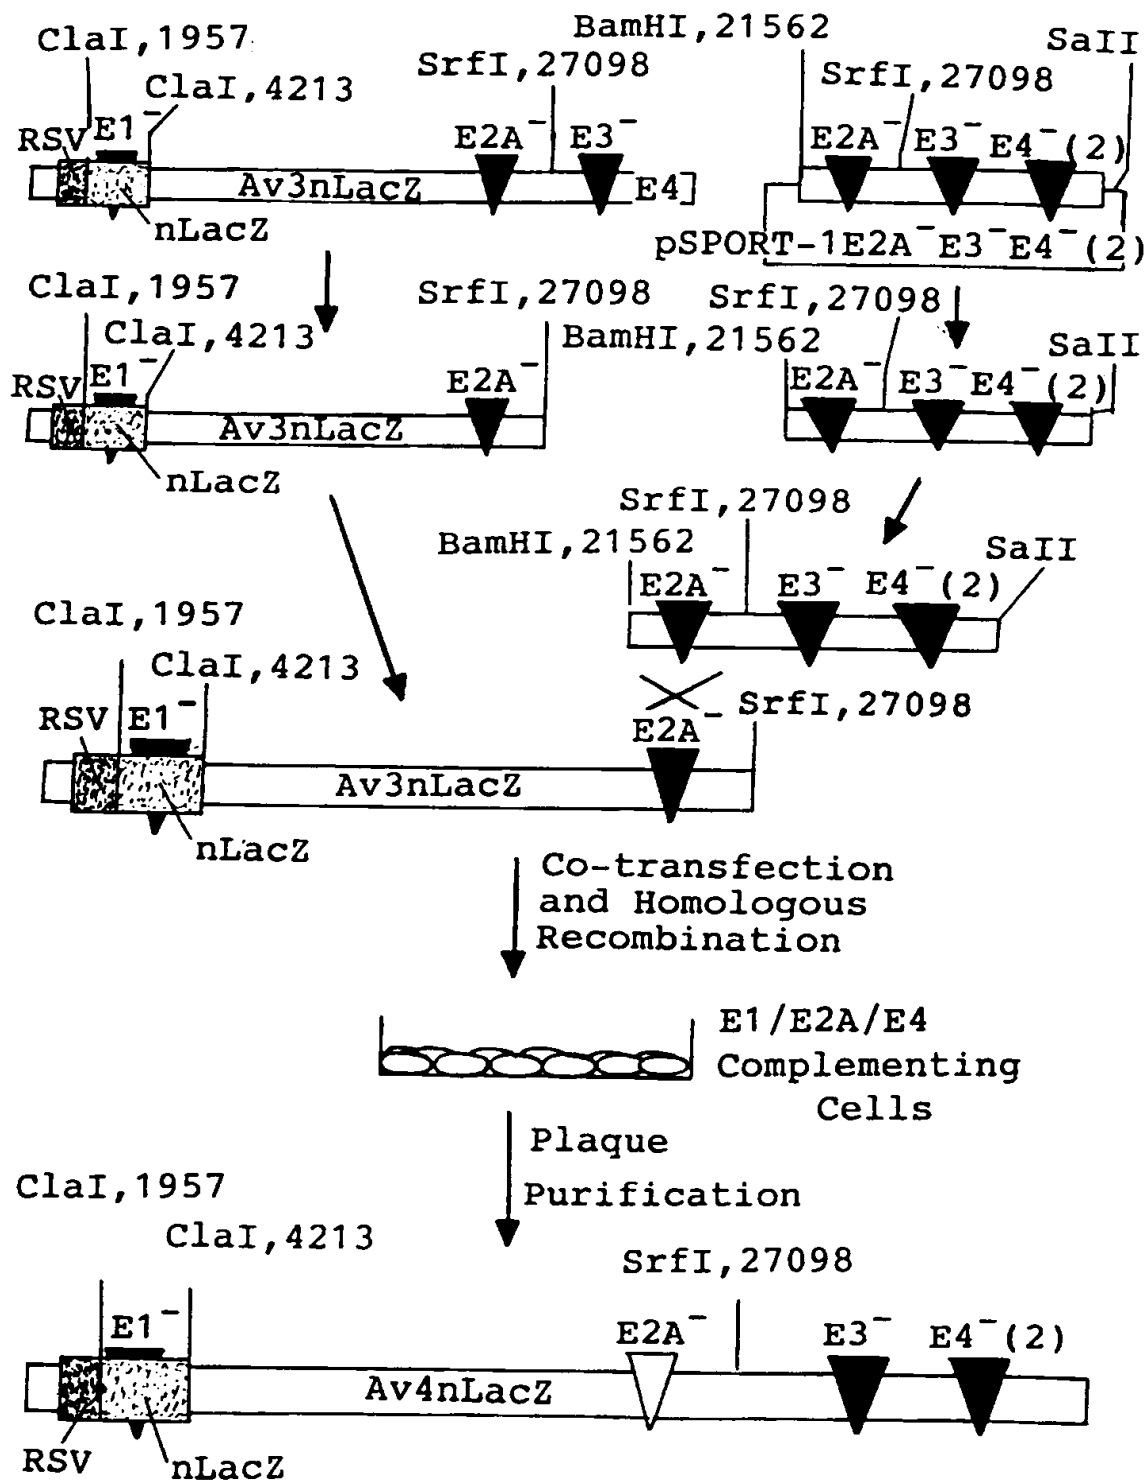 ClaI,1957
BamHI,21562
SaII
SrfI,27098
SrfI,27098
ClaI,4213
RSV
E1⁻
E2A⁻
E3⁻
E2A⁻
E3⁻
E4⁻(2)
Av3nLacZ
E4
nLacZ
pSPORT-1E2A⁻E3⁻E4⁻(2)
ClaI,1957
SrfI,27098
SrfI,27098
ClaI,4213
BamHI,21562
SaII
RSV
E1⁻
E2A⁻
E2A⁻
E3⁻
E4⁻(2)
Av3nLacZ
nLacZ
SrfI,27098
BamHI,21562
SaII
E2A⁻
E3⁻
E4⁻(2)
ClaI,1957
ClaI,4213
RSV
E1⁻
E2A⁻
SrfI,27098
Av3nLacZ
nLacZ
Co-transfection
and Homologous
Recombination
E1/E2A/E4
Complementing
Cells
Plaque
Purification
ClaI,1957
ClaI,4213
SrfI,27098
E1⁻
E2A⁻
E3⁻
E4⁻(2)
Av4nLacZ
RSV
nLacZ